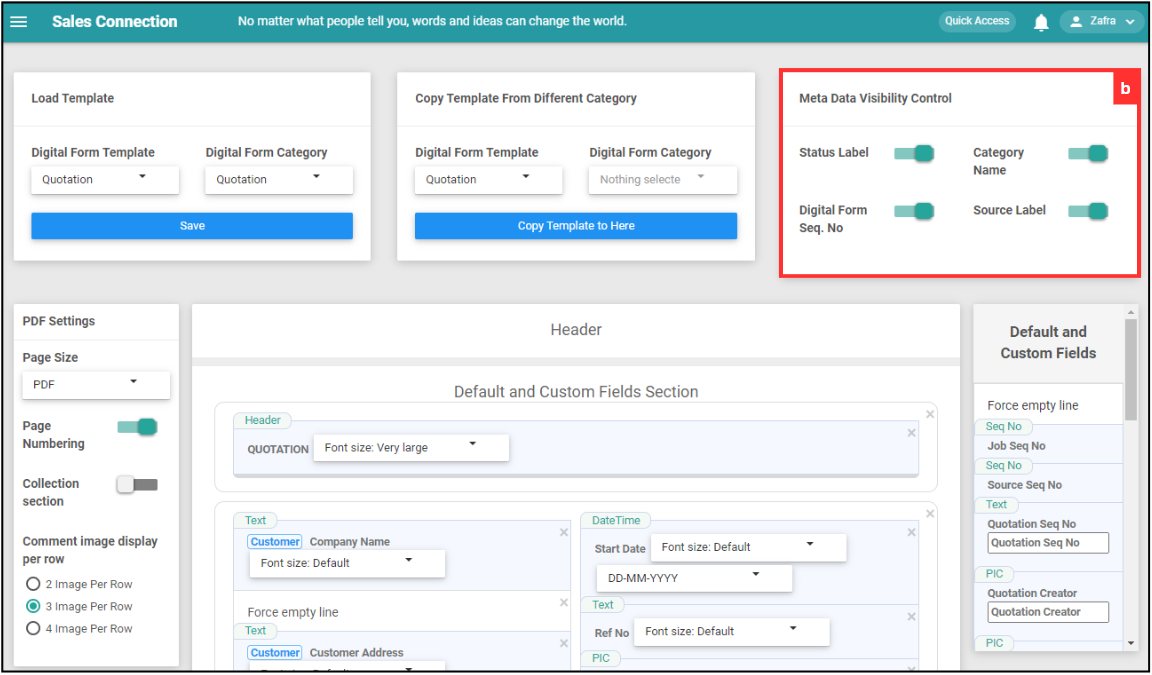 Sales Connection
No matter what people tell you, words and ideas can change the world.
Quick Access
Zafra
Load Template
Digital Form Template
Digital Form Category
Quotation
Quotation
Save
Copy Template From Different Category
Digital Form Template
Digital Form Category
Quotation
Nothing selecte
Copy Template to Here
b
Meta Data Visibility Control
Status Label
Category
Name
Digital Form
Seq. No
Source Label
PDF Settings
Page Size
PDF
Page
Numbering
Collection
section
Comment image display
per row
2 Image Per Row
3 Image Per Row
4 Image Per Row
Header
Default and Custom Fields Section
Header
QUOTATION
Font size: Very large
Text
Customer Company Name
Font size: Default
Force empty line
Text
Customer Customer Address
DateTime
Start Date
Font size: Default
DD-MM-YYYY
Text
Ref No
Font size: Default
PIC
Default and
Custom Fields
Force empty line
Seq No
Job Seq No
Seq No
Source Seq No
Text
Quotation Seq No
Quotation Seq No
PIC
Quotation Creator
Quotation Creator
PIC